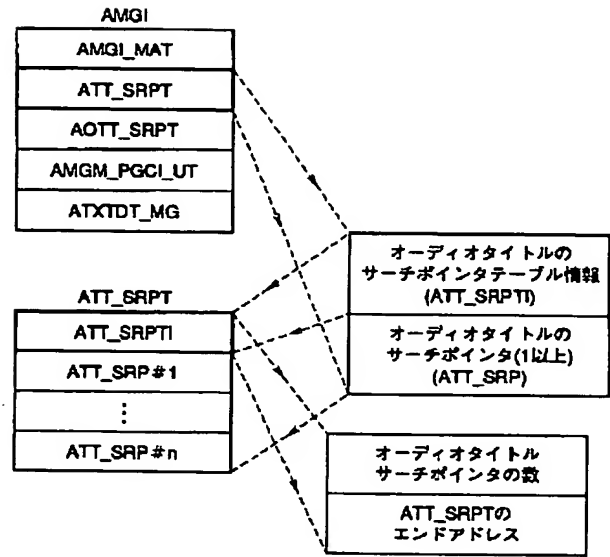 AMGI
AMGI_MAT
ATT_SRPT
AOTT_SRPT
AMGM_PGCI_UT
ATXTDT_MG
オーディオタイトルの
サーチポインタテーブル情報
(ATT_SRPTI)
オーディオタイトルの
サーチポインタ(1以上)
(ATT_SRP)
ATT_SRPT
ATT_SRPTI
ATT_SRP#1
⋮
ATT_SRP#n
オーディオタイトル
サーチポインタの数
ATT_SRPTの
エンドアドレス